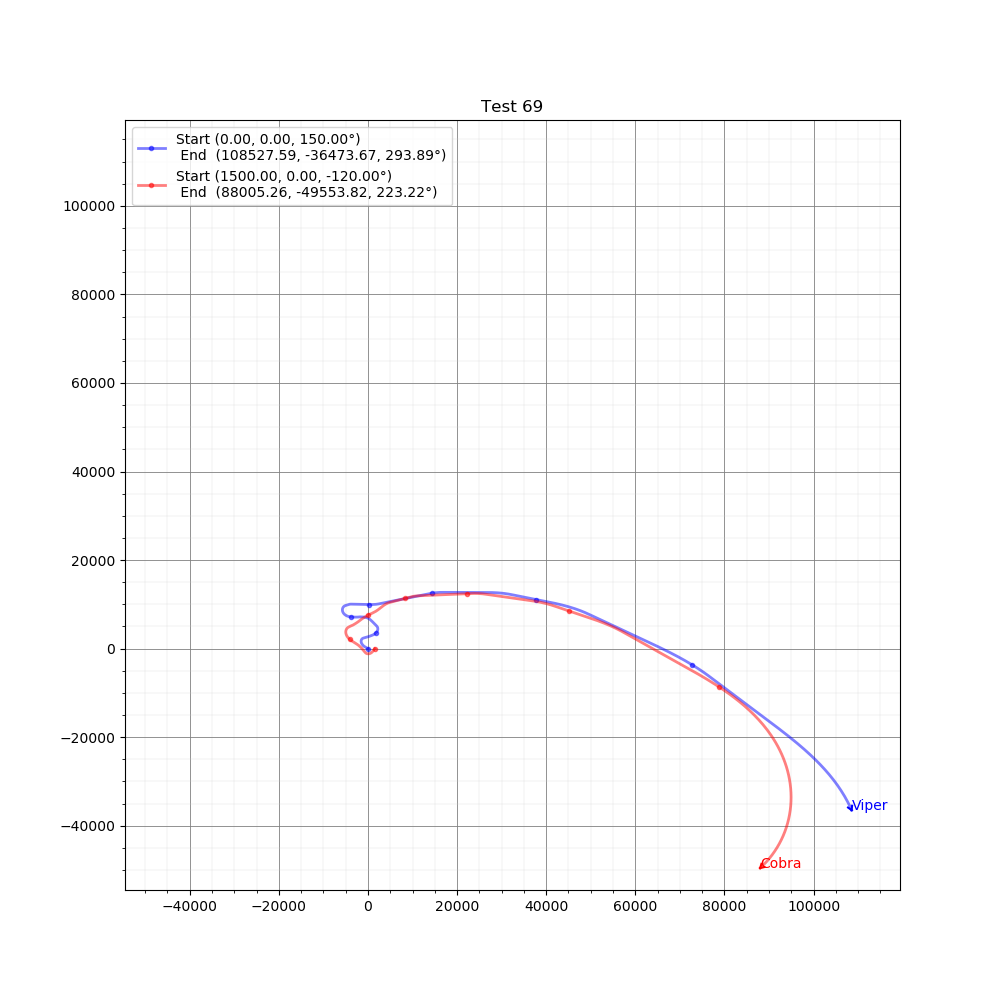 Test 69
Start (0.00, 0.00, 150.00°)
End  (108527.59, -36473.67, 293.89°)
Start (1500.00, 0.00, -120.00°)
End  (88005.26, -49553.82, 223.22°)
100000
80000
60000
40000
20000
0
−20000
−40000
Viper
Cobra
−40000 −20000 0 20000 40000 60000 80000 100000